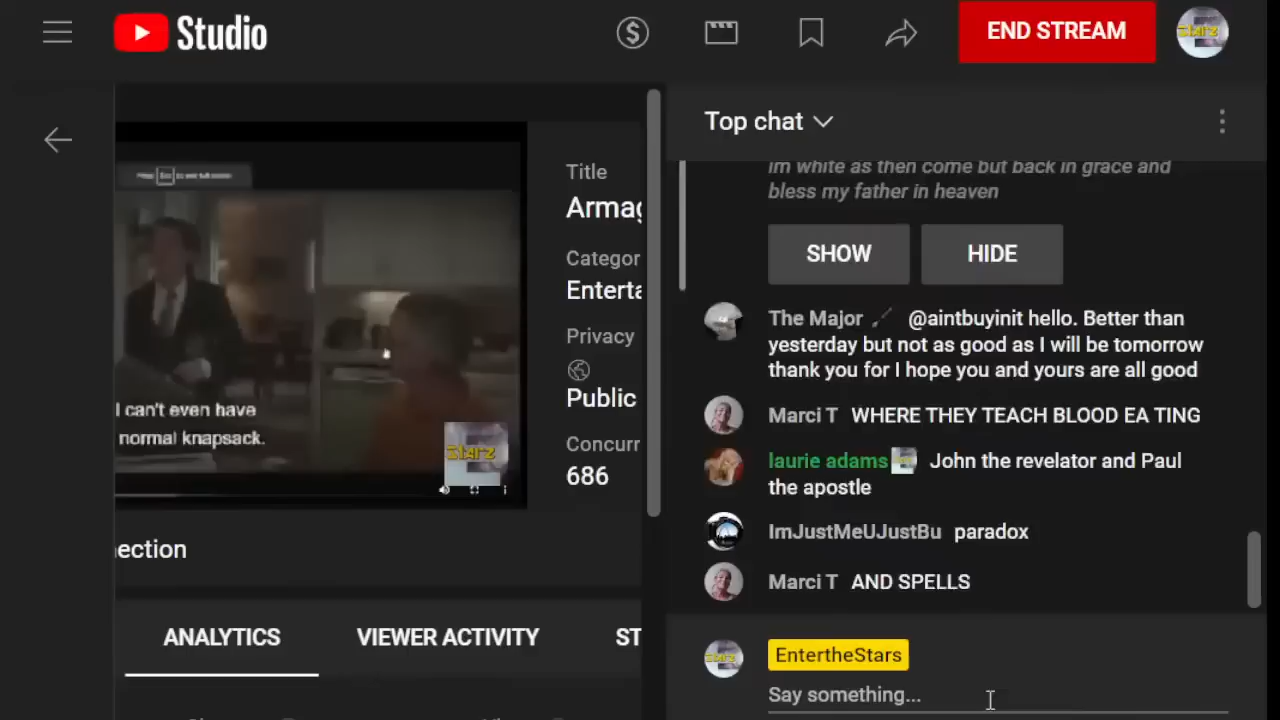 Studio
END STREAM
Starz
Top chat
im white as then come but back in grace and
bless my father in heaven
SHOW
HIDE
Title
Armag
Categor
Enterta
Privacy
Public
Concurr
686
I can't even have
normal knapsack.
Starz
nection
ANALYTICS
VIEWER ACTIVITY
ST
The Major @aintbuyinit hello. Better than
yesterday but not as good as I will be tomorrow
thank you for I hope you and yours are all good
Marci T WHERE THEY TEACH BLOOD EA TING
laurie adams John the revelator and Paul
the apostle
ImJustMeUJustBu paradox
Marci T AND SPELLS
Starz
EntertheStars
Say something...